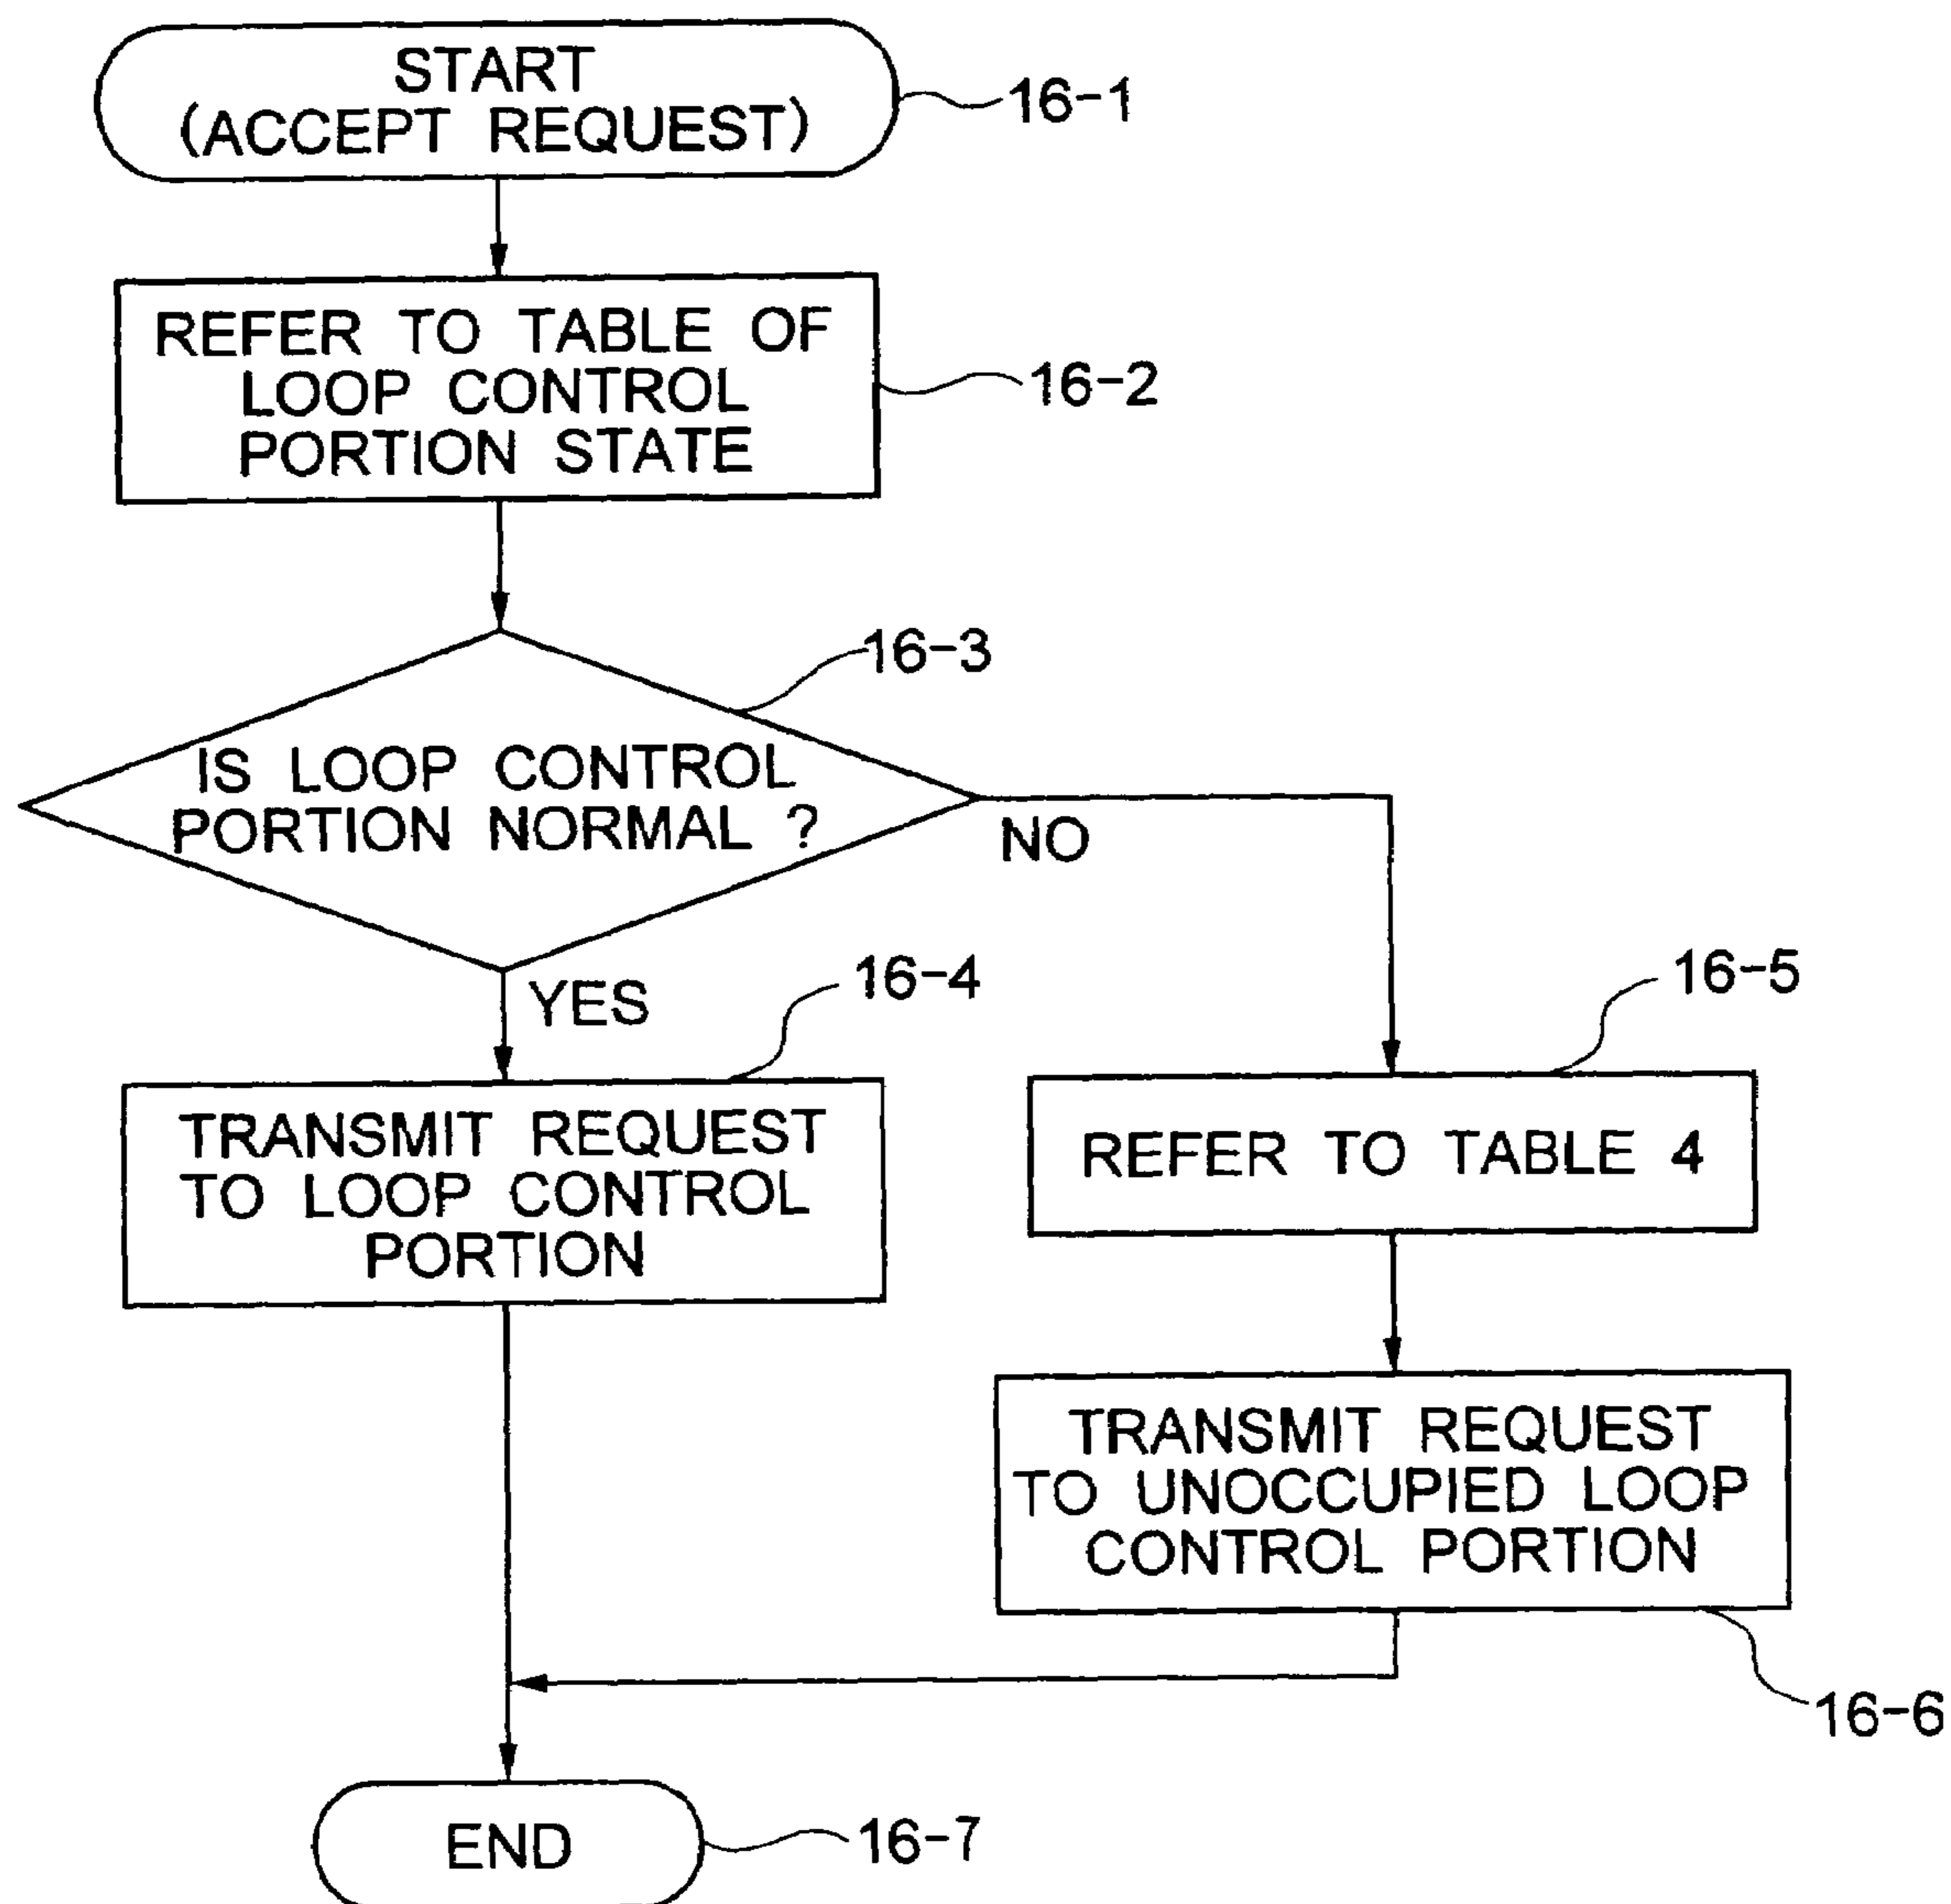 START
(ACCEPT REQUEST)
16-1
REFER TO TABLE OF
LOOP CONTROL
PORTION STATE
16-2
16-3
IS LOOP CONTROL
PORTION NORMAL ?
NO
YES
16-4
16-5
TRANSMIT REQUEST
TO LOOP CONTROL
PORTION
REFER TO TABLE 4
TRANSMIT REQUEST
TO UNOCCUPIED LOOP
CONTROL PORTION
16-6
END
16-7